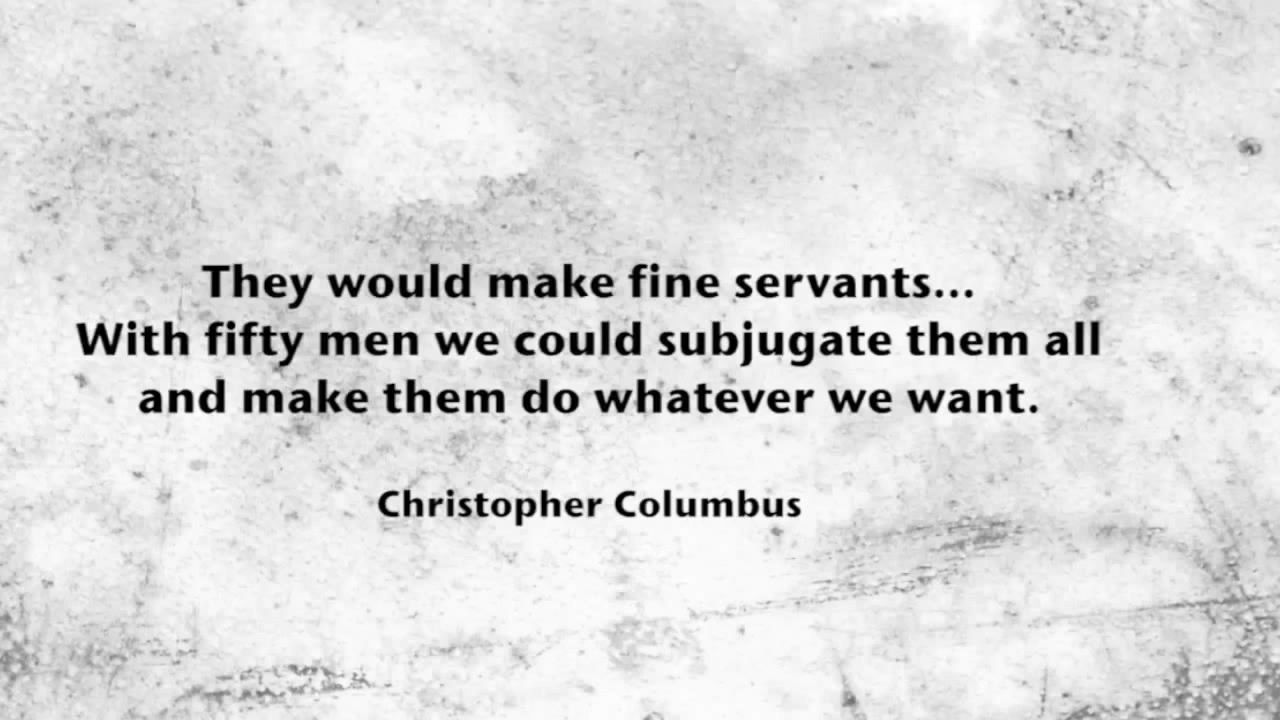 They would make fine servants...
With fifty men we could subjugate them all
and make them do whatever we want.
Christopher Columbus